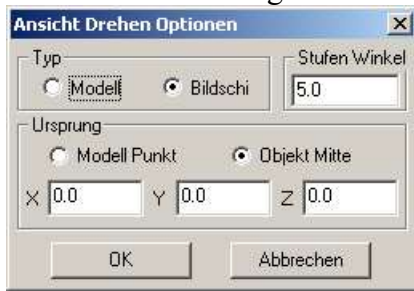 Ansicht Drehen Optionen
Typ
Stufen Winkel
Modell Bildschi
5.0
Ursprung
Modell Punkt Objekt Mitte
X 0.0 Y 0.0 Z 0.0
OK Abbrechen